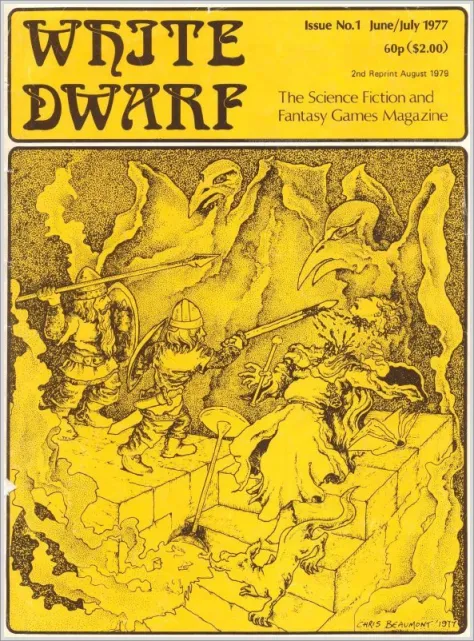 WHITE
DWARF
Issue No.1 June/July 1977
60p ($2.00)
2nd Reprint August 1979
The Science Fiction and
Fantasy Games Magazine
CHRIS BEAUMONT '1977